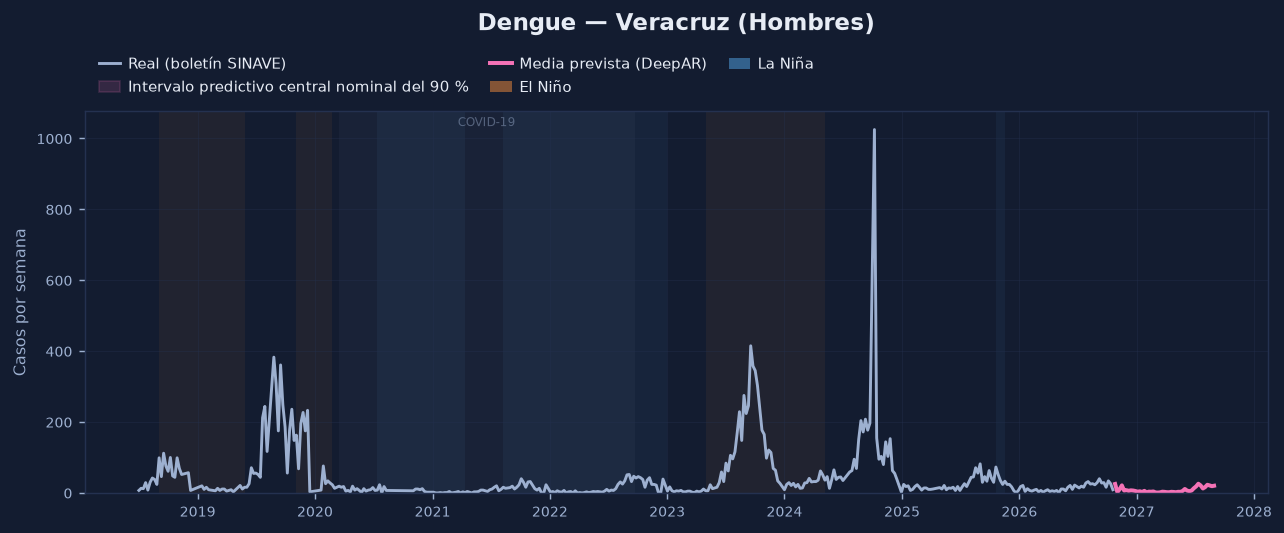 Dengue — Veracruz (Hombres)
Real (boletín SINAVE)
Media prevista (DeepAR)
La Niña
Intervalo predictivo central nominal del 90 %
El Niño
COVID-19
Casos por semana
1000
800
600
400
200
0
2019
2020
2021
2022
2023
2024
2025
2026
2027
2028